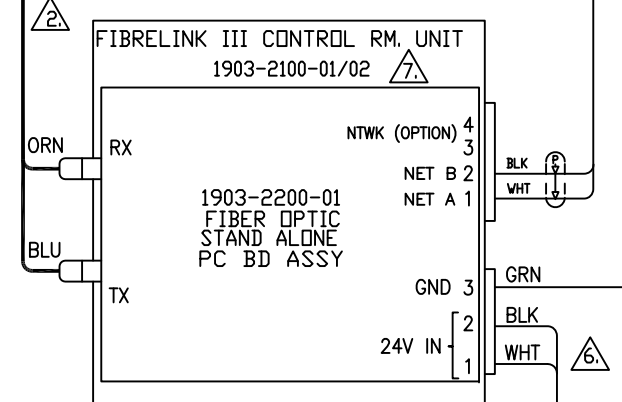 2.
FIBRELINK III CONTROL RM. UNIT
1903-2100-01/02 7.
ORN RX
NTWK (OPTION) 4
3
NET B 2 BLK P
NET A 1 WHT
1903-2200-01
FIBER OPTIC
STAND ALONE
PC BD ASSY
BLU TX
GND 3 GRN
2 BLK
24V IN
1 WHT 6.